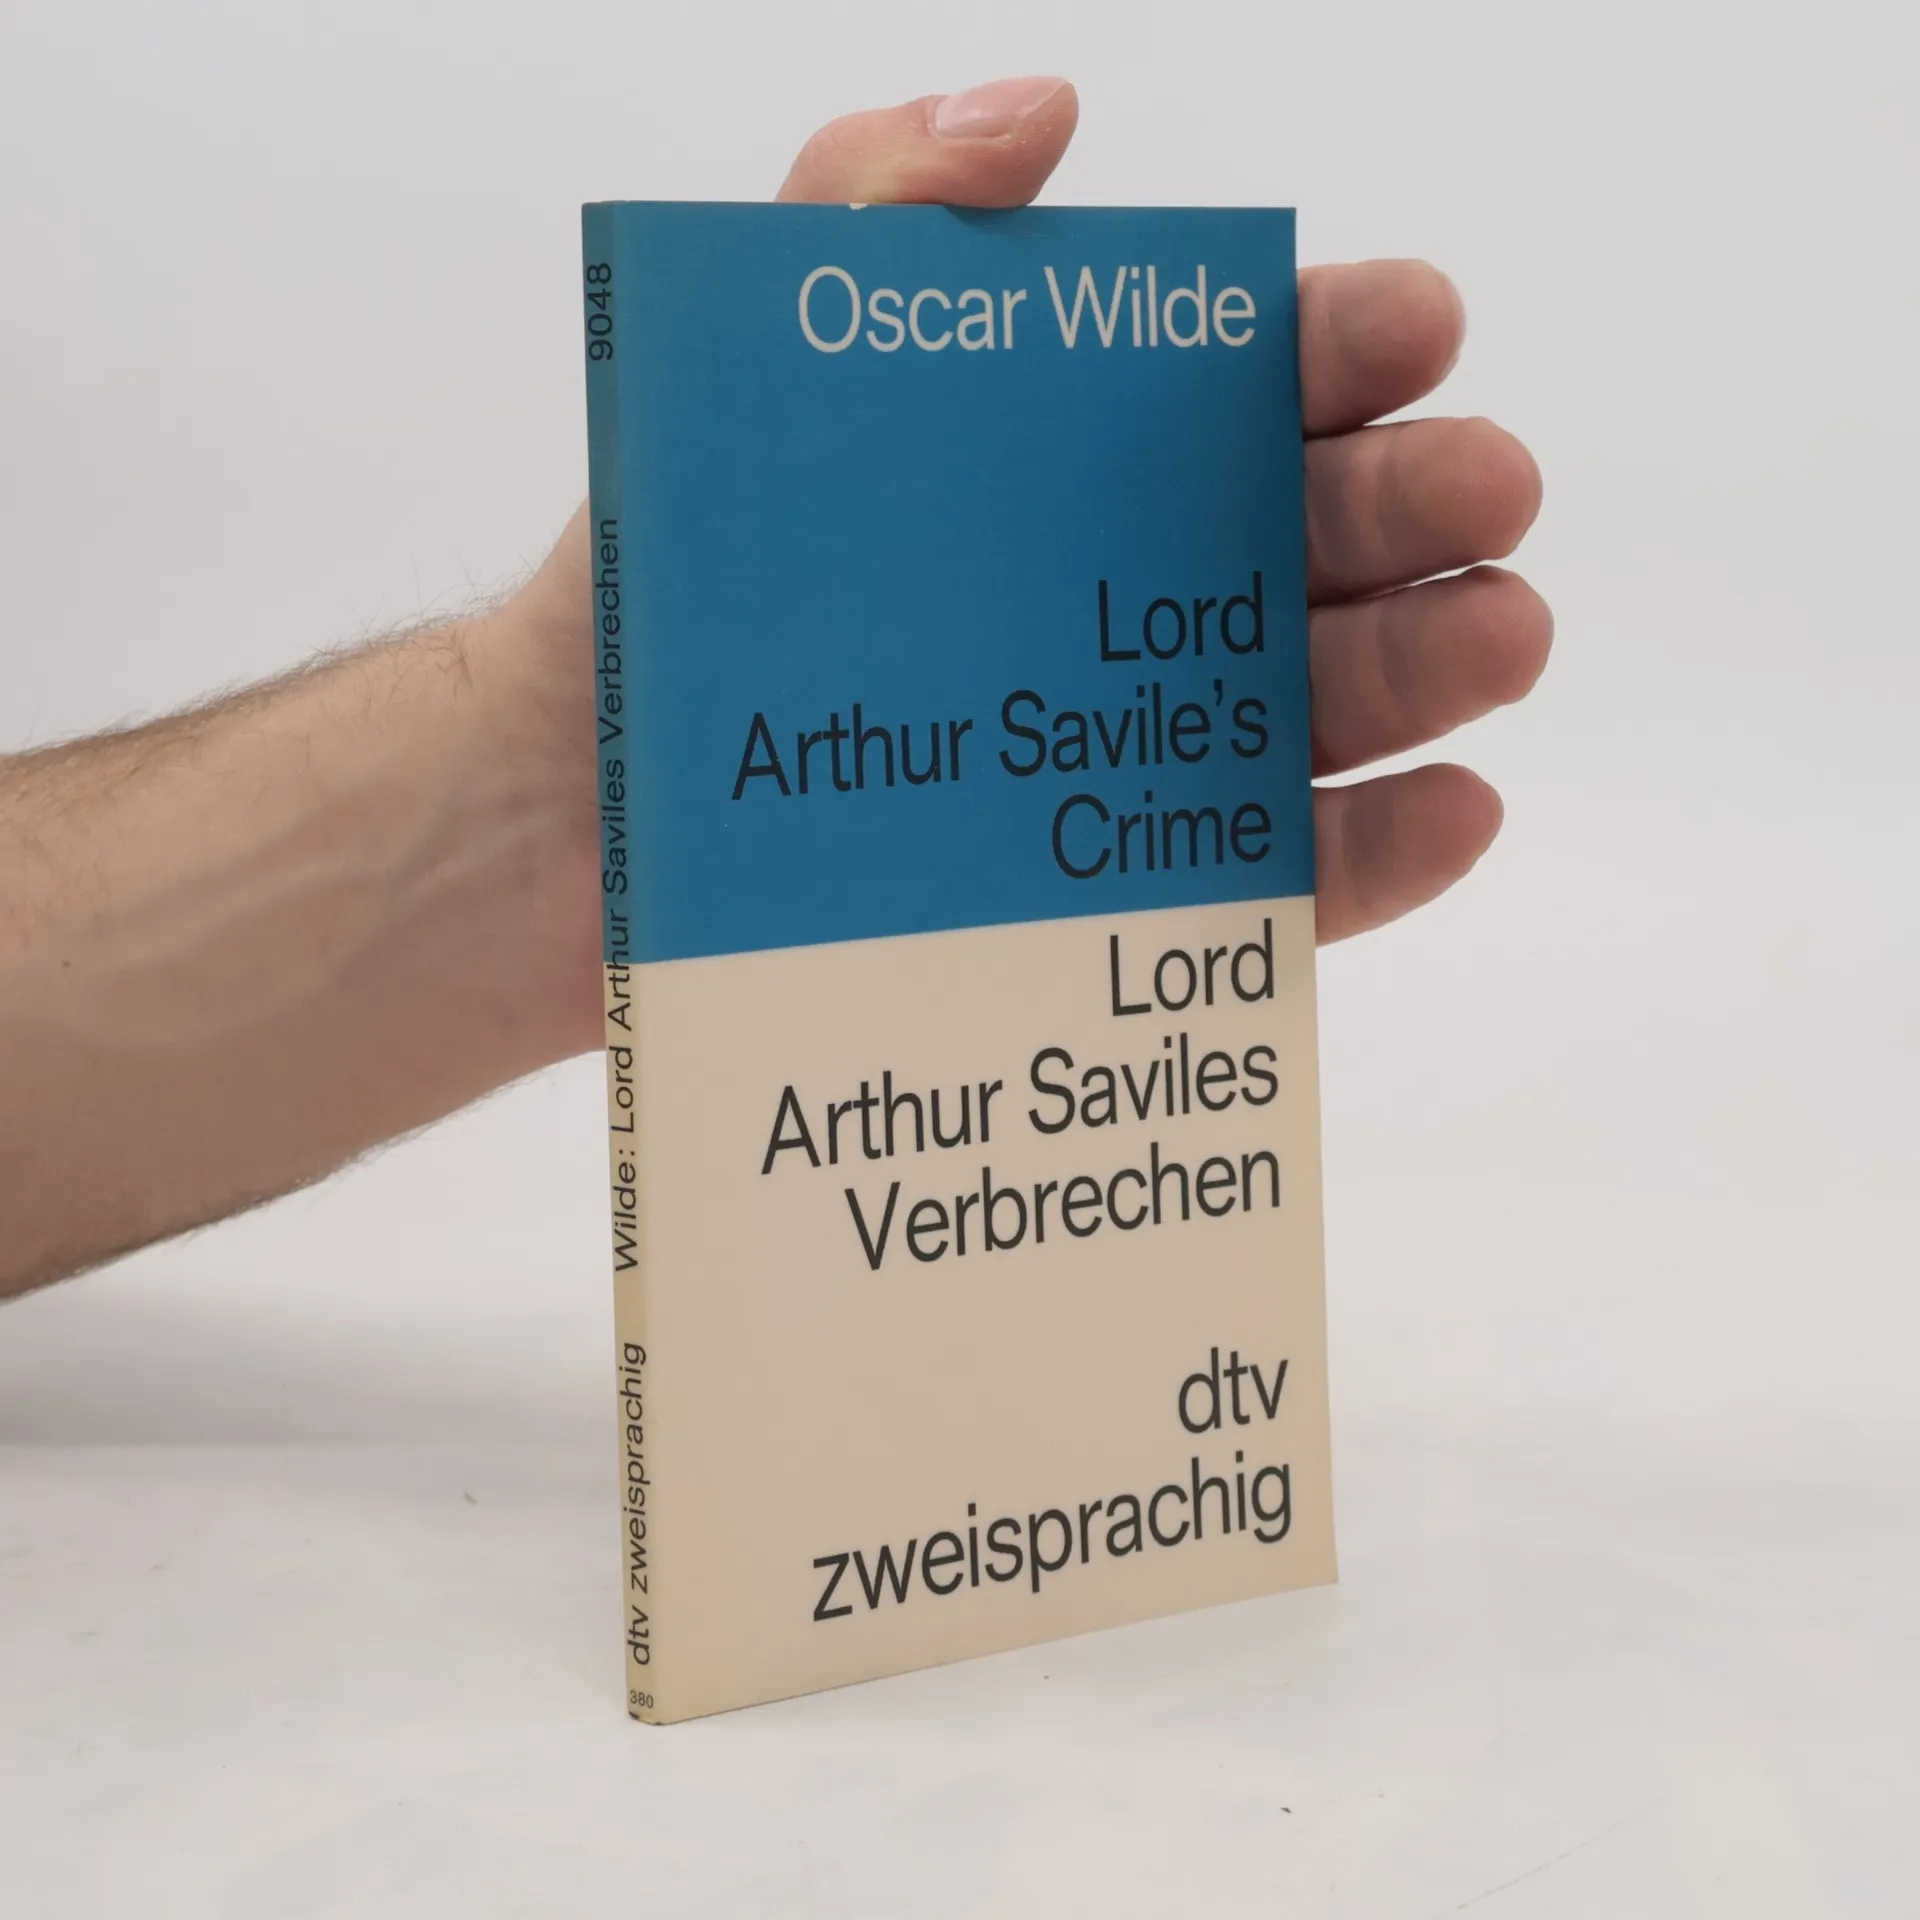 Oscar Wilde
Lord
Arthur Savile's
Crime
Lord
Arthur Saviles
Verbrechen
dtv
zweisprachig
380
dtv zweisprachig Wilde: Lord Arthur Saviles Verbrechen 9048